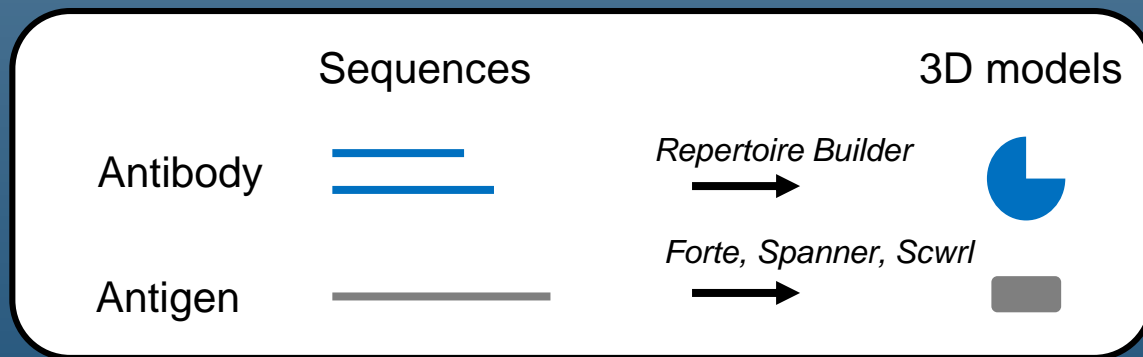 Sequences 3D models
Antibody Repertoire Builder
Forte, Spanner, Scwrl
Antigen